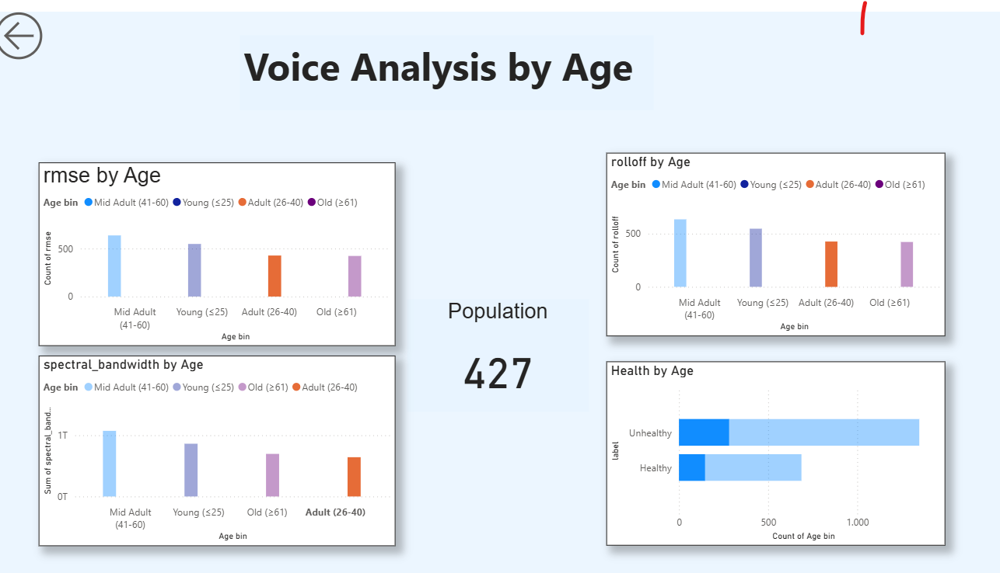 Voice Analysis by Age
rmse by Age
Age bin Mid Adult (41-60) Young (≤25) Adult (26-40) Old (≥61)
Count of rmse
500
0
Mid Adult
(41-60)
Young (≤25)
Adult (26-40)
Old (≥61)
Age bin
spectral_bandwidth by Age
Age bin Mid Adult (41-60) Young (≤25) Old (≥61) Adult (26-40)
Sum of spectral_band...
1T
0T
Mid Adult
(41-60)
Young (≤25)
Old (≥61)
Adult (26-40)
Age bin
Population
427
rolloff by Age
Age bin Mid Adult (41-60) Young (≤25) Adult (26-40) Old (≥61)
Count of rolloff
500
0
Mid Adult
(41-60)
Young (≤25)
Adult (26-40)
Old (≥61)
Age bin
Health by Age
label
Unhealthy
Healthy
0
500
1.000
Count of Age bin